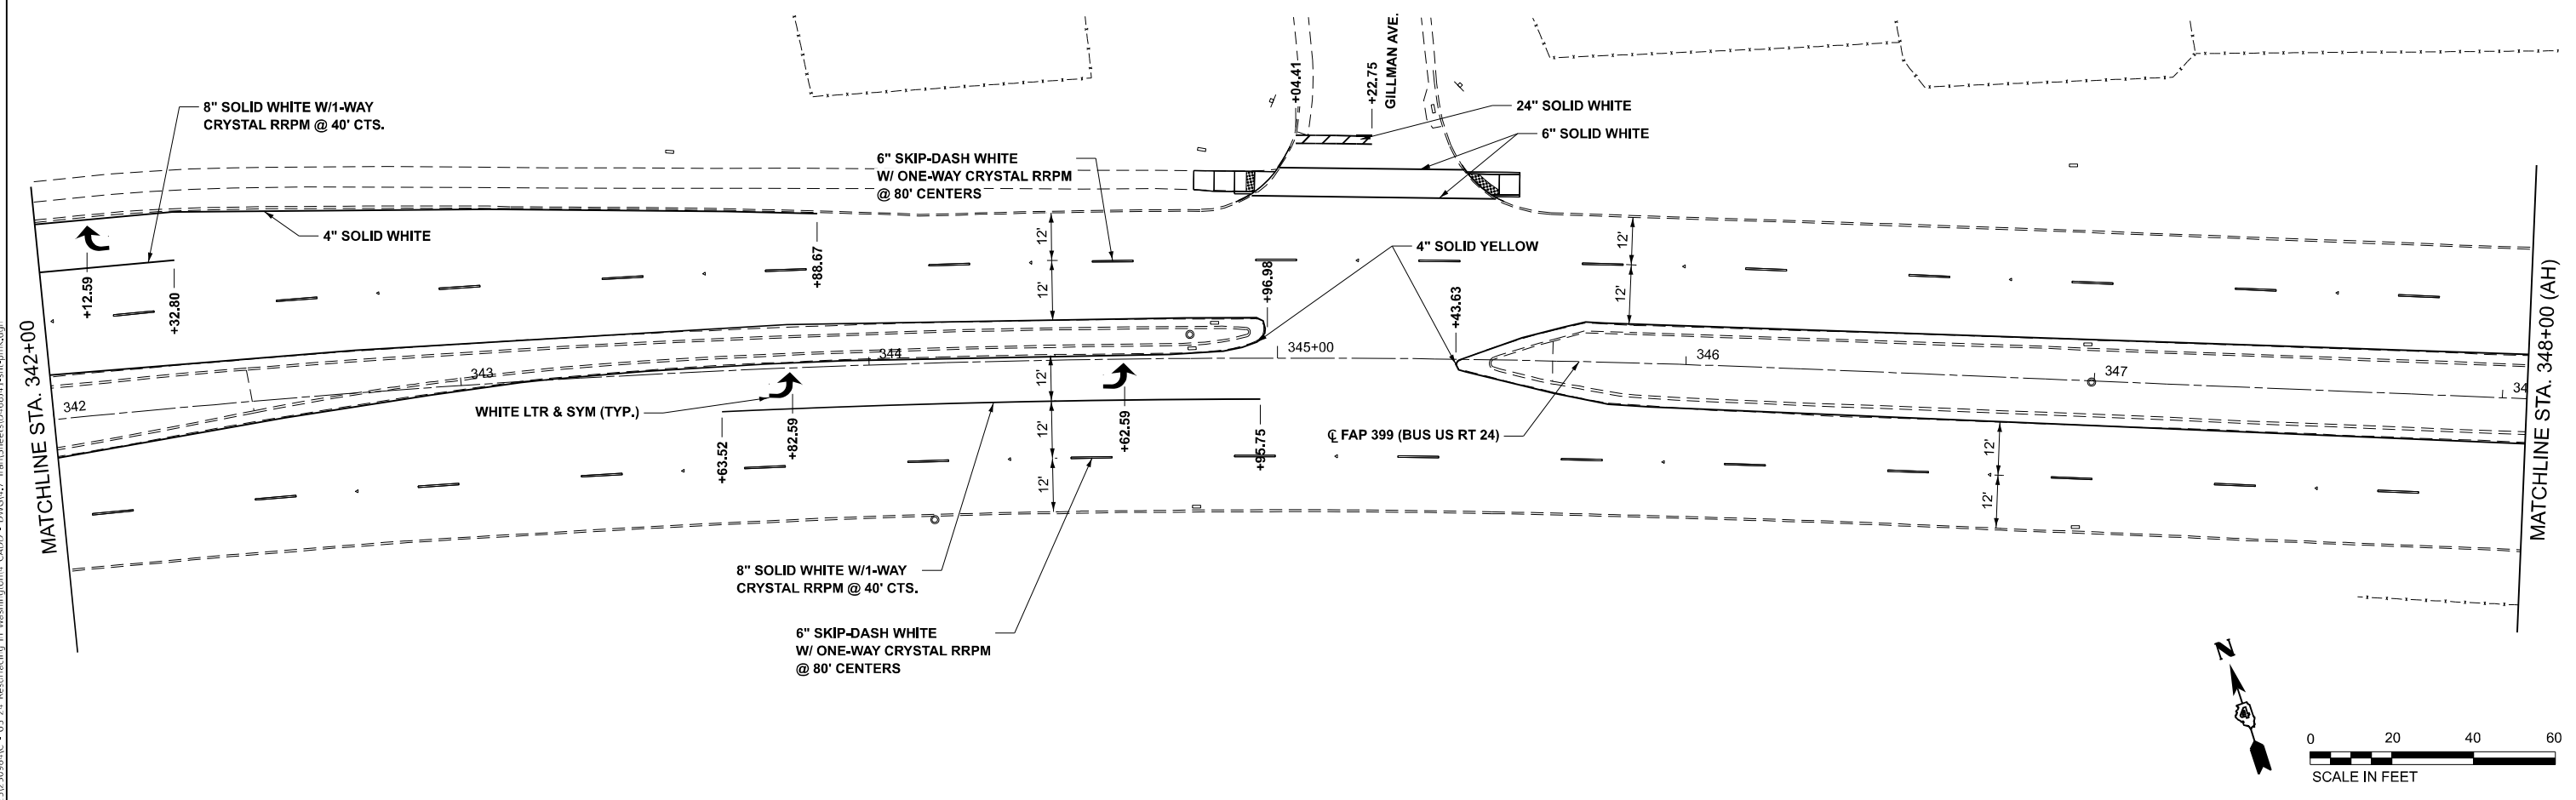 8" SOLID WHITE W/1-WAY
CRYSTAL RRPM @ 40' CTS.
4" SOLID WHITE
6" SKIP-DASH WHITE
W/ ONE-WAY CRYSTAL RRPM
@ 80' CENTERS
+04.41
+22.75
GILLMAN AVE.
24" SOLID WHITE
6" SOLID WHITE
4" SOLID YELLOW
+12.59
+32.80
+88.67
12'
12'
+96.98
+43.63
12'
12'
MATCHLINE STA. 342+00
342
343
344
345+00
346
347
34
MATCHLINE STA. 348+00 (AH)
WHITE LTR & SYM (TYP.)
+63.52
+82.59
12'
12'
12'
+62.59
+95.75
℄ FAP 399 (BUS US RT 24)
12'
12'
8" SOLID WHITE W/1-WAY
CRYSTAL RRPM @ 40' CTS.
6" SKIP-DASH WHITE
W/ ONE-WAY CRYSTAL RRPM
@ 80' CENTERS
N
0 20 40 60
SCALE IN FEET